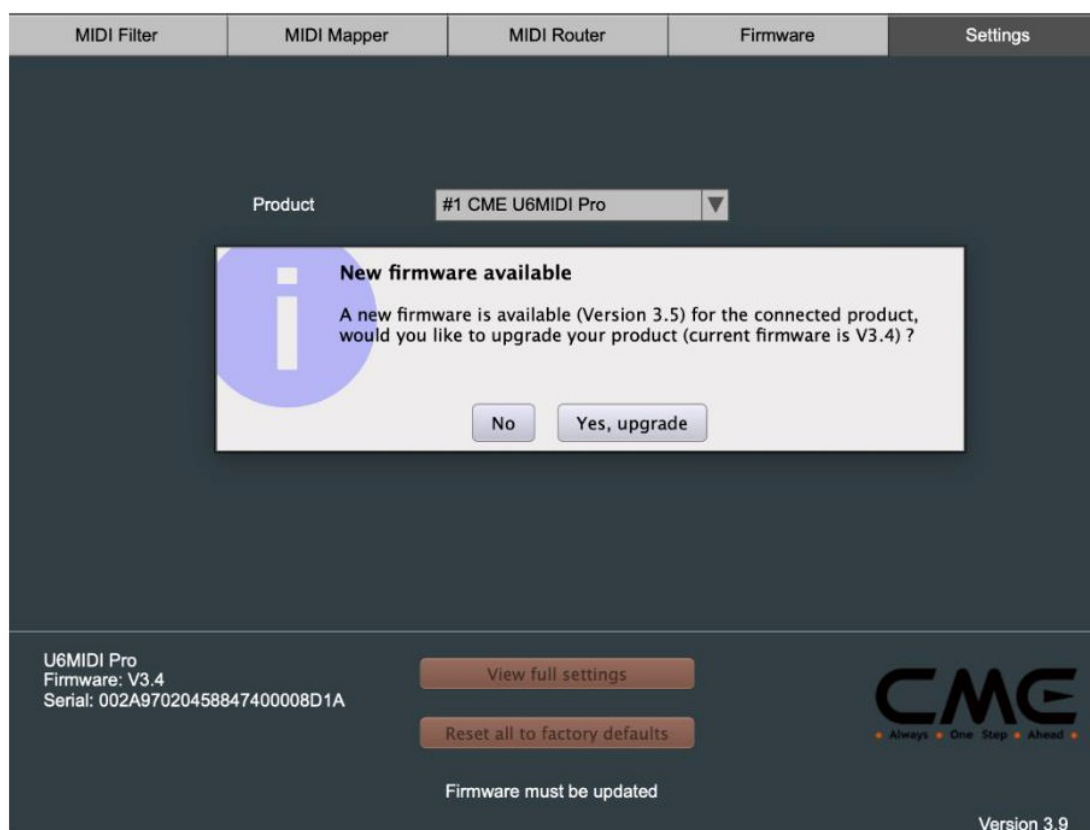 MIDI Filter
MIDI Mapper
MIDI Router
Firmware
Settings
Product
#1 CME U6MIDI Pro
New firmware available
A new firmware is available (Version 3.5) for the connected product,
would you like to upgrade your product (current firmware is V3.4) ?
No
Yes, upgrade
U6MIDI Pro
Firmware: V3.4
Serial: 002A97020458847400008D1A
View full settings
Reset all to factory defaults
Firmware must be updated
CME
Always One Step Ahead
Version 3.9